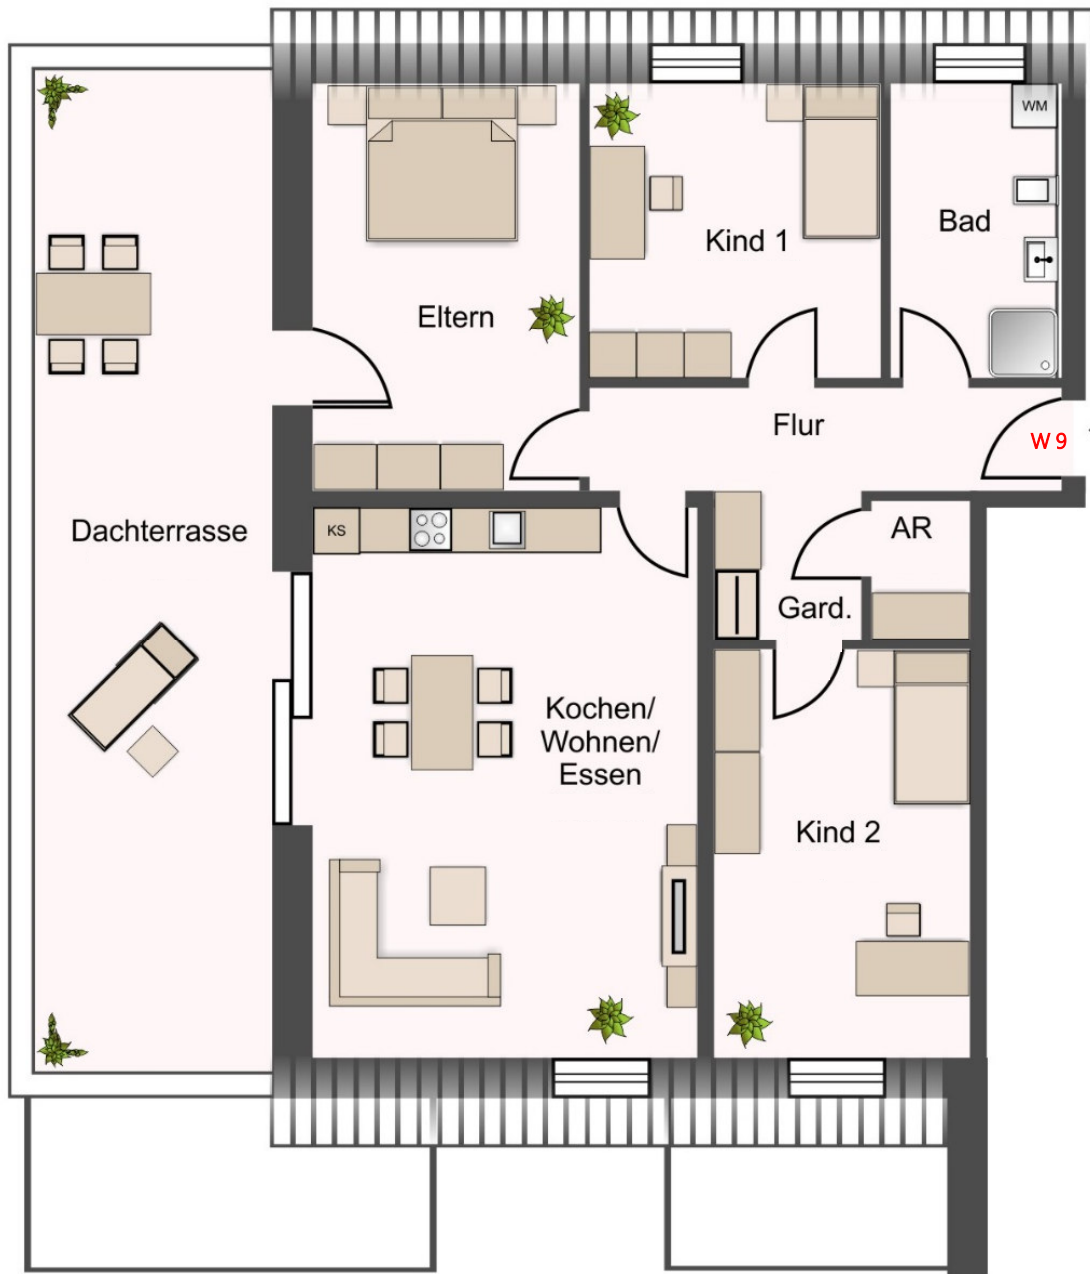 WM
Bad
Kind 1
Eltern
Flur
W 9
Dachterrasse
KS
AR
Gard.
Kochen/
Wohnen/
Essen
Kind 2